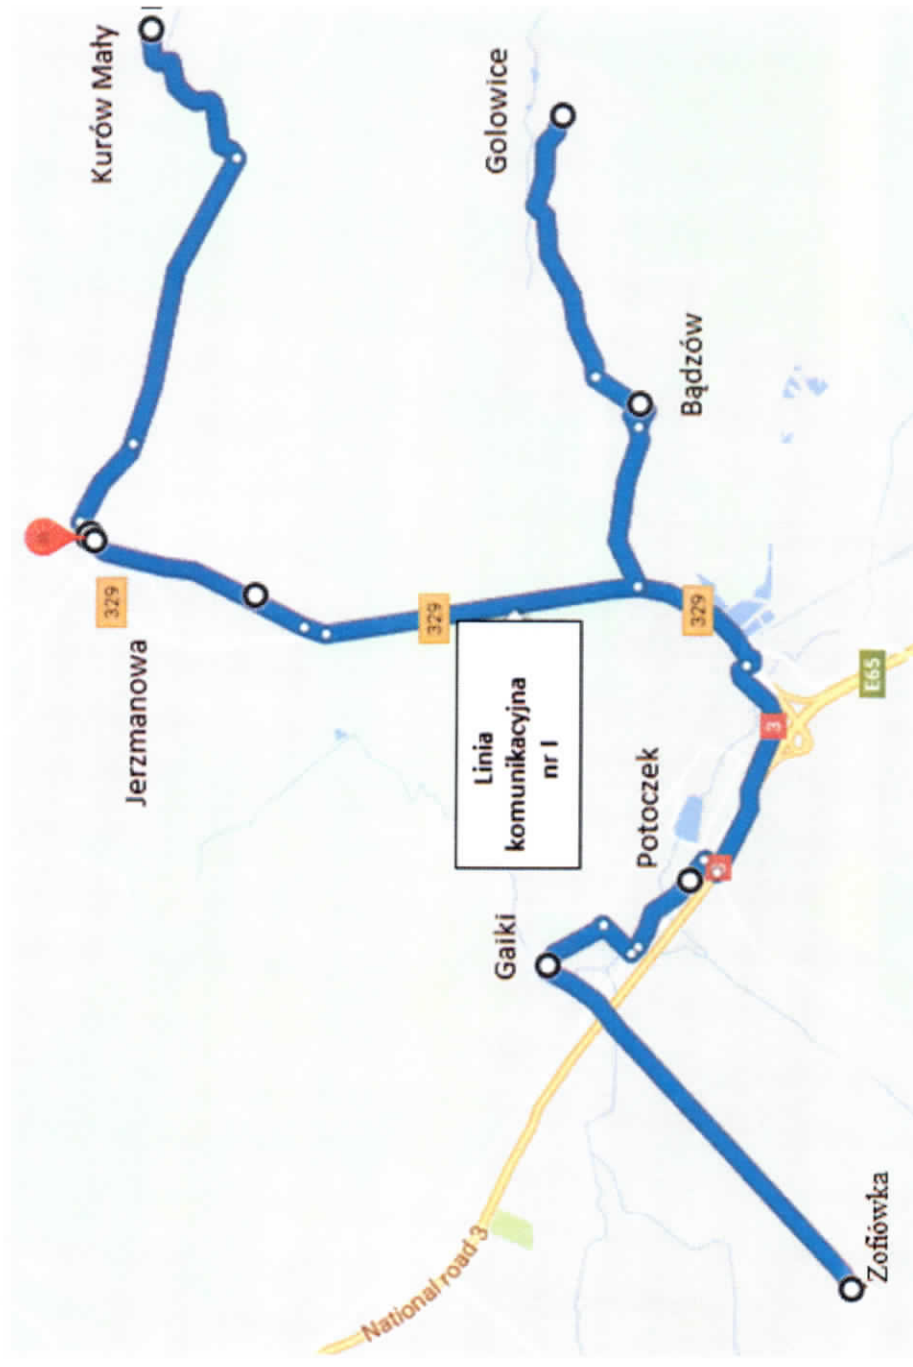 Kurów Mały
329
Jerzmanowa
329
National road 3
Linia
komunikacyjna
nr I
Golowice
Gaiki
Potoczek
Bądzów
329
3
E65
Zofiówka